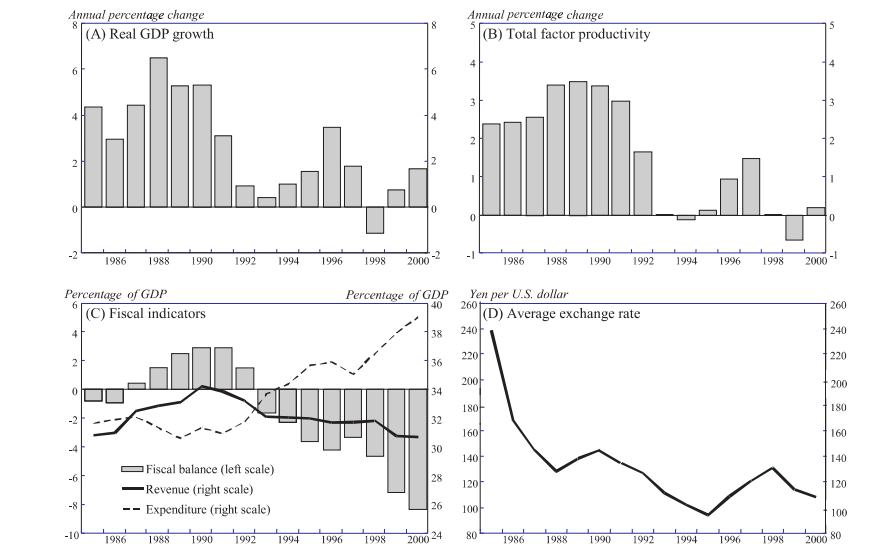 Annual percentage change
(A) Real GDP growth
8 8
6 6
4 4
2 2
0 0
-2 -2
1986 1988 1990 1992 1994 1996 1998 2000
Annual percentage change
(B) Total factor productivity
5 5
4 4
3 3
2 2
1 1
0 0
-1 -1
1986 1988 1990 1992 1994 1996 1998 2000
Percentage of GDP Percentage of GDP
(C) Fiscal indicators
6 40
4 38
2 36
0 34
-2 32
-4 30
-6 28
-8 26
-10 24
Fiscal balance (left scale)
Revenue (right scale)
Expenditure (right scale)
1986 1988 1990 1992 1994 1996 1998 2000
Yen per U.S. dollar
(D) Average exchange rate
260 260
240 240
220 220
200 200
180 180
160 160
140 140
120 120
100 100
80 80
1986 1988 1990 1992 1994 1996 1998 2000